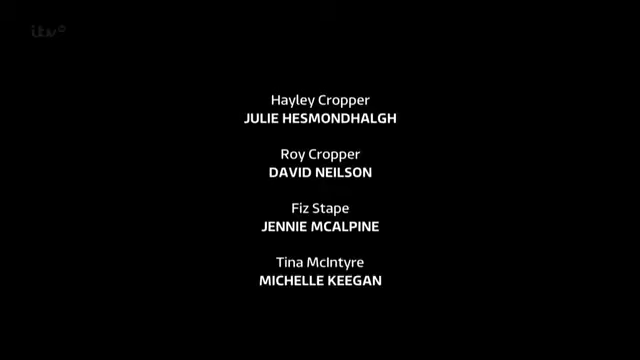 itv
Hayley Cropper
JULIE HESMONDHALGH
Roy Cropper
DAVID NEILSON
Fiz Stape
JENNIE MCALPINE
Tina McIntyre
MICHELLE KEEGAN